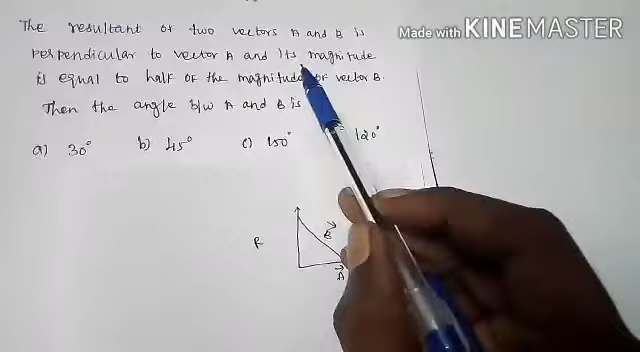 The resultant of two vectors A and B is
Made with KINEMASTER
perpendicular to vector A and its magnitude
is equal to half of the magnitude of vector B.
Then the angle b/w A and B is
a) 30° b) 45° c) 150° 120°
R B
A